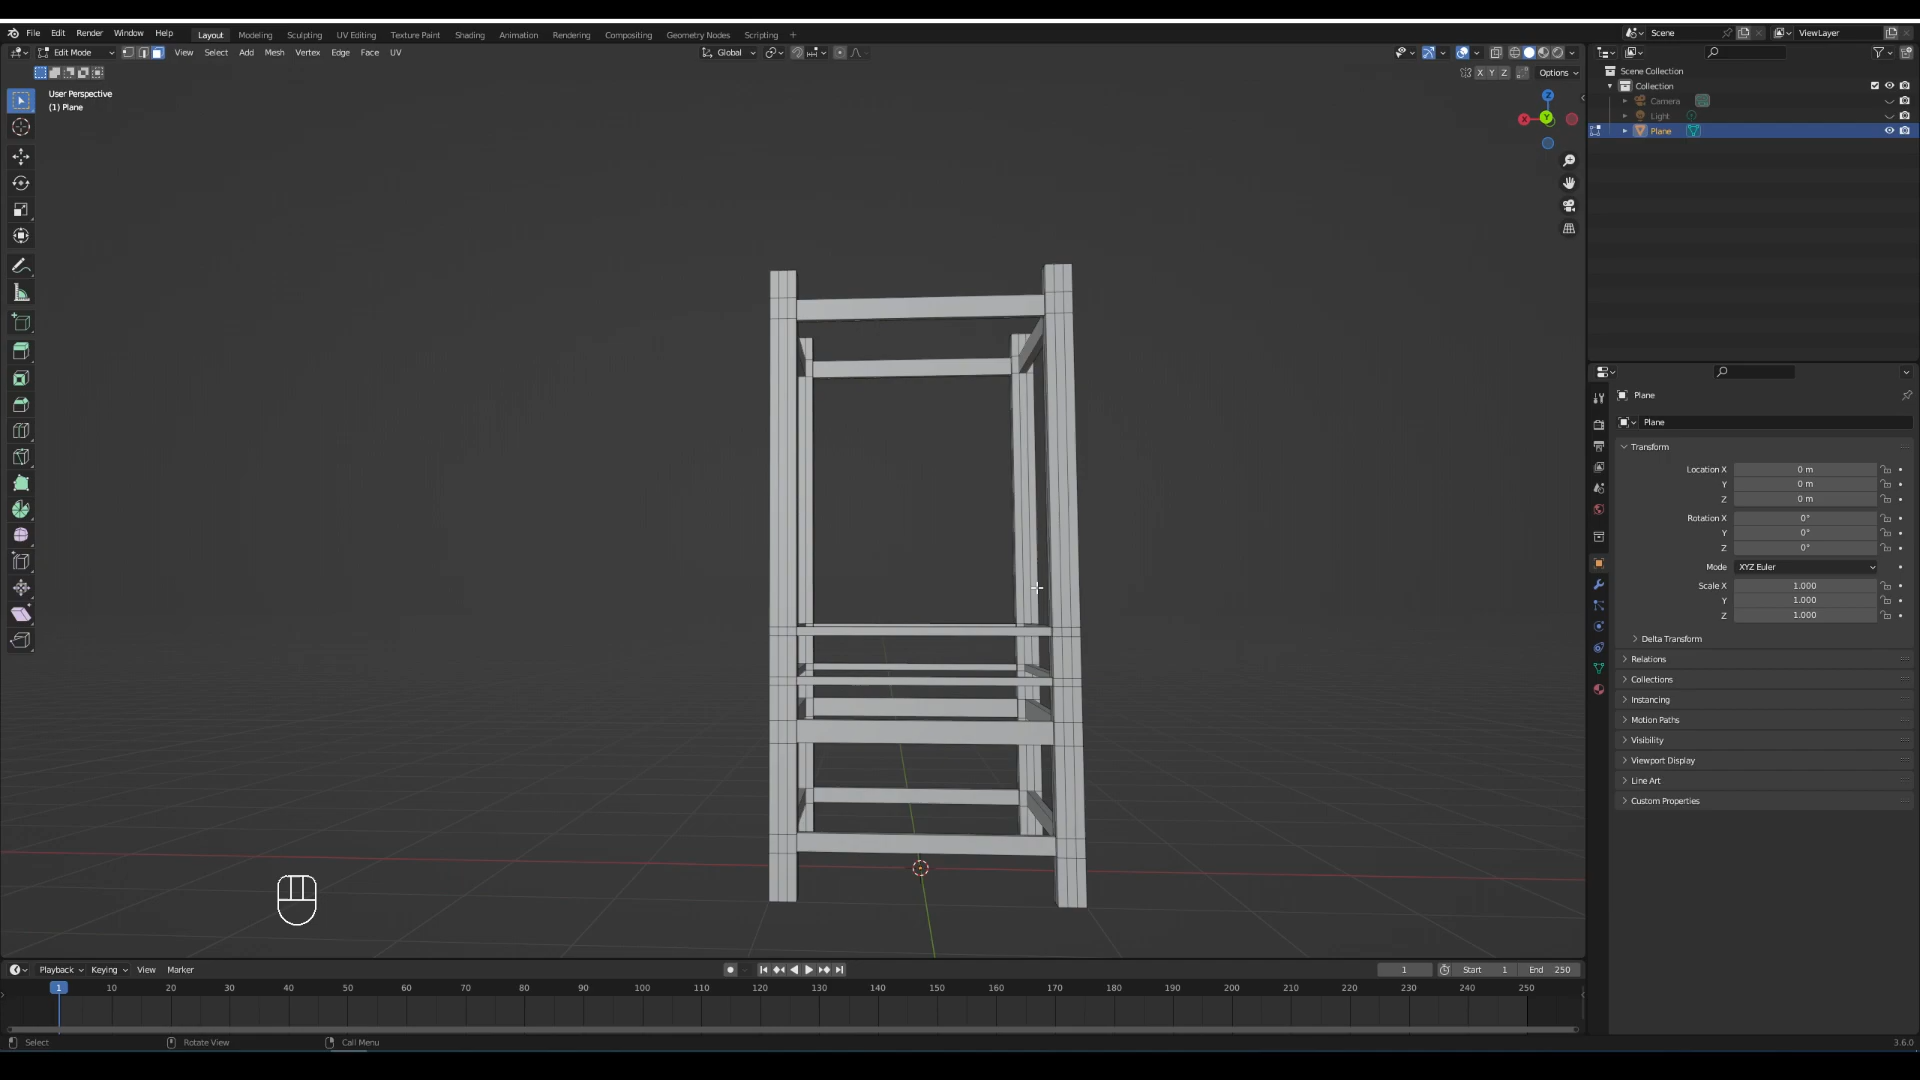 File Edit Render Window Help Layout Modeling Sculpting UV Editing Texture Paint Shading Animation Rendering Compositing Geometry Nodes Scripting + Scene ViewLayer
Edit Mode View Select Add Mesh Vertex Edge Face UV Global
X Y Z Options
User Perspective
(1) Plane
Z
X
Y
Scene Collection
Collection
Camera
Light
Plane
Plane
Plane
Transform
Location X 0 m
Y 0 m
Z 0 m
Rotation X 0°
Y 0°
Z 0°
Mode XYZ Euler
Scale X 1.000
Y 1.000
Z 1.000
Delta Transform
Relations
Collections
Instancing
Motion Paths
Visibility
Viewport Display
Line Art
Custom Properties
Playback Keying View Marker 1 Start 1 End 250
1 10 20 30 40 50 60 70 80 90 100 110 120 130 140 150 160 170 180 190 200 210 220 230 240 250
Select Rotate View Call Menu 3.6.0